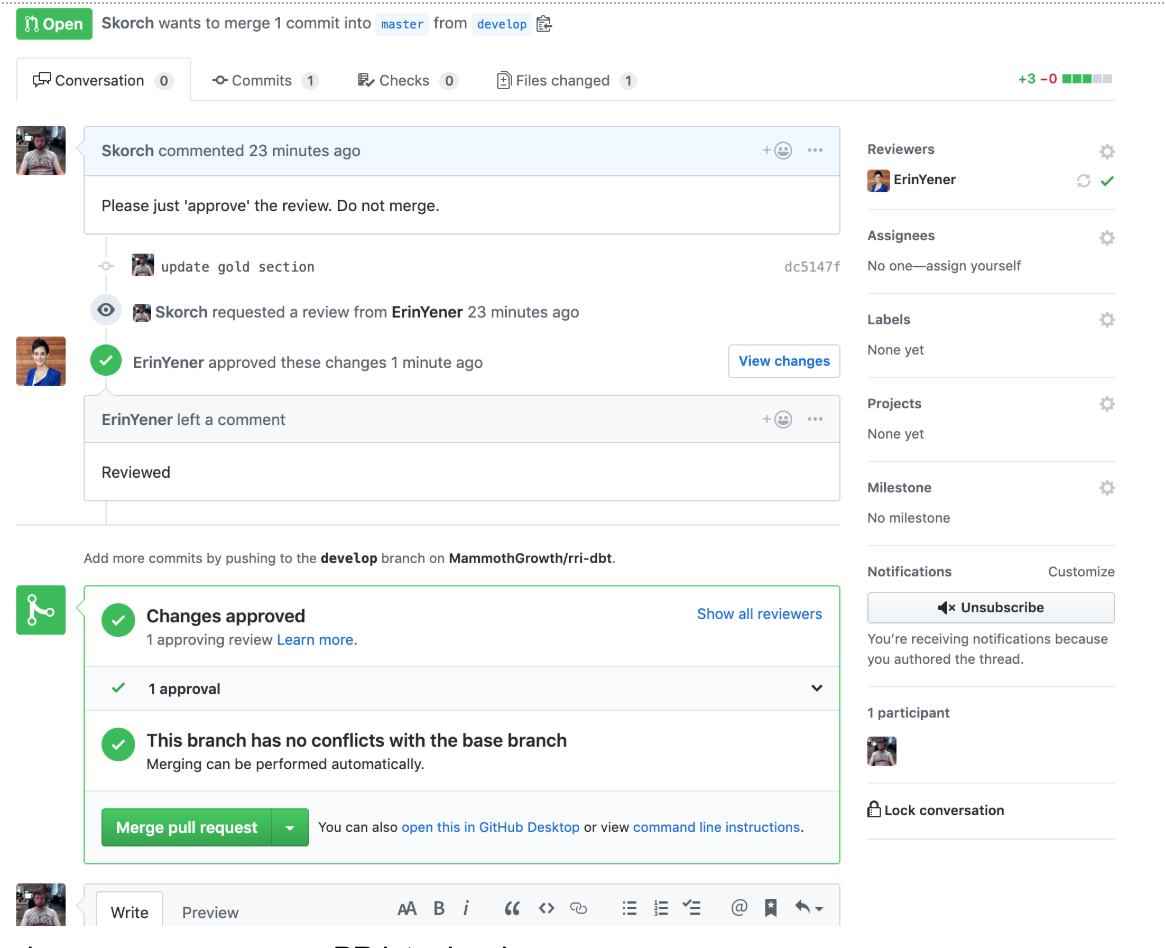 Open Skorch wants to merge 1 commit into master from develop
Conversation 0 Commits 1 Checks 0 Files changed 1 +3 −0
Skorch commented 23 minutes ago
Please just 'approve' the review. Do not merge.
update gold section dc5147f
Skorch requested a review from ErinYener 23 minutes ago
ErinYener approved these changes 1 minute ago View changes
ErinYener left a comment
Reviewed
Add more commits by pushing to the develop branch on MammothGrowth/rri-dbt.
Changes approved Show all reviewers
1 approving review Learn more.
1 approval
This branch has no conflicts with the base branch
Merging can be performed automatically.
Merge pull request You can also open this in GitHub Desktop or view command line instructions.
Write Preview AA B i
Reviewers
ErinYener
Assignees
No one—assign yourself
Labels
None yet
Projects
None yet
Milestone
No milestone
Notifications Customize
Unsubscribe
You're receiving notifications because
you authored the thread.
1 participant
Lock conversation